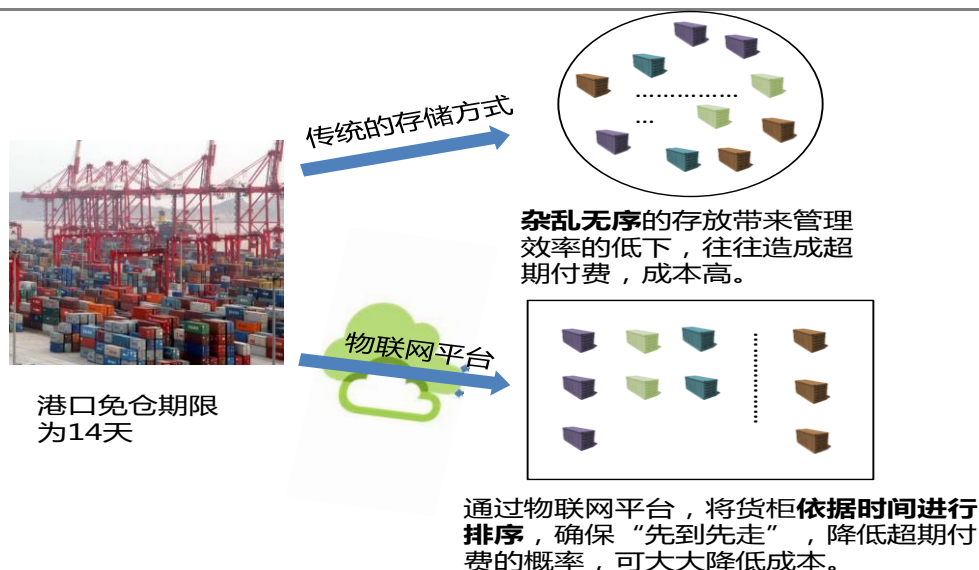 传统的存储方式
……………
…
杂乱无序的存放带来管理
效率的低下，往往造成超
期付费，成本高。
物联网平台
港口免仓期限
为14天
通过物联网平台，将货柜依据时间进行
排序，确保“先到先走”，降低超期付
费的概率，可大大降低成本。